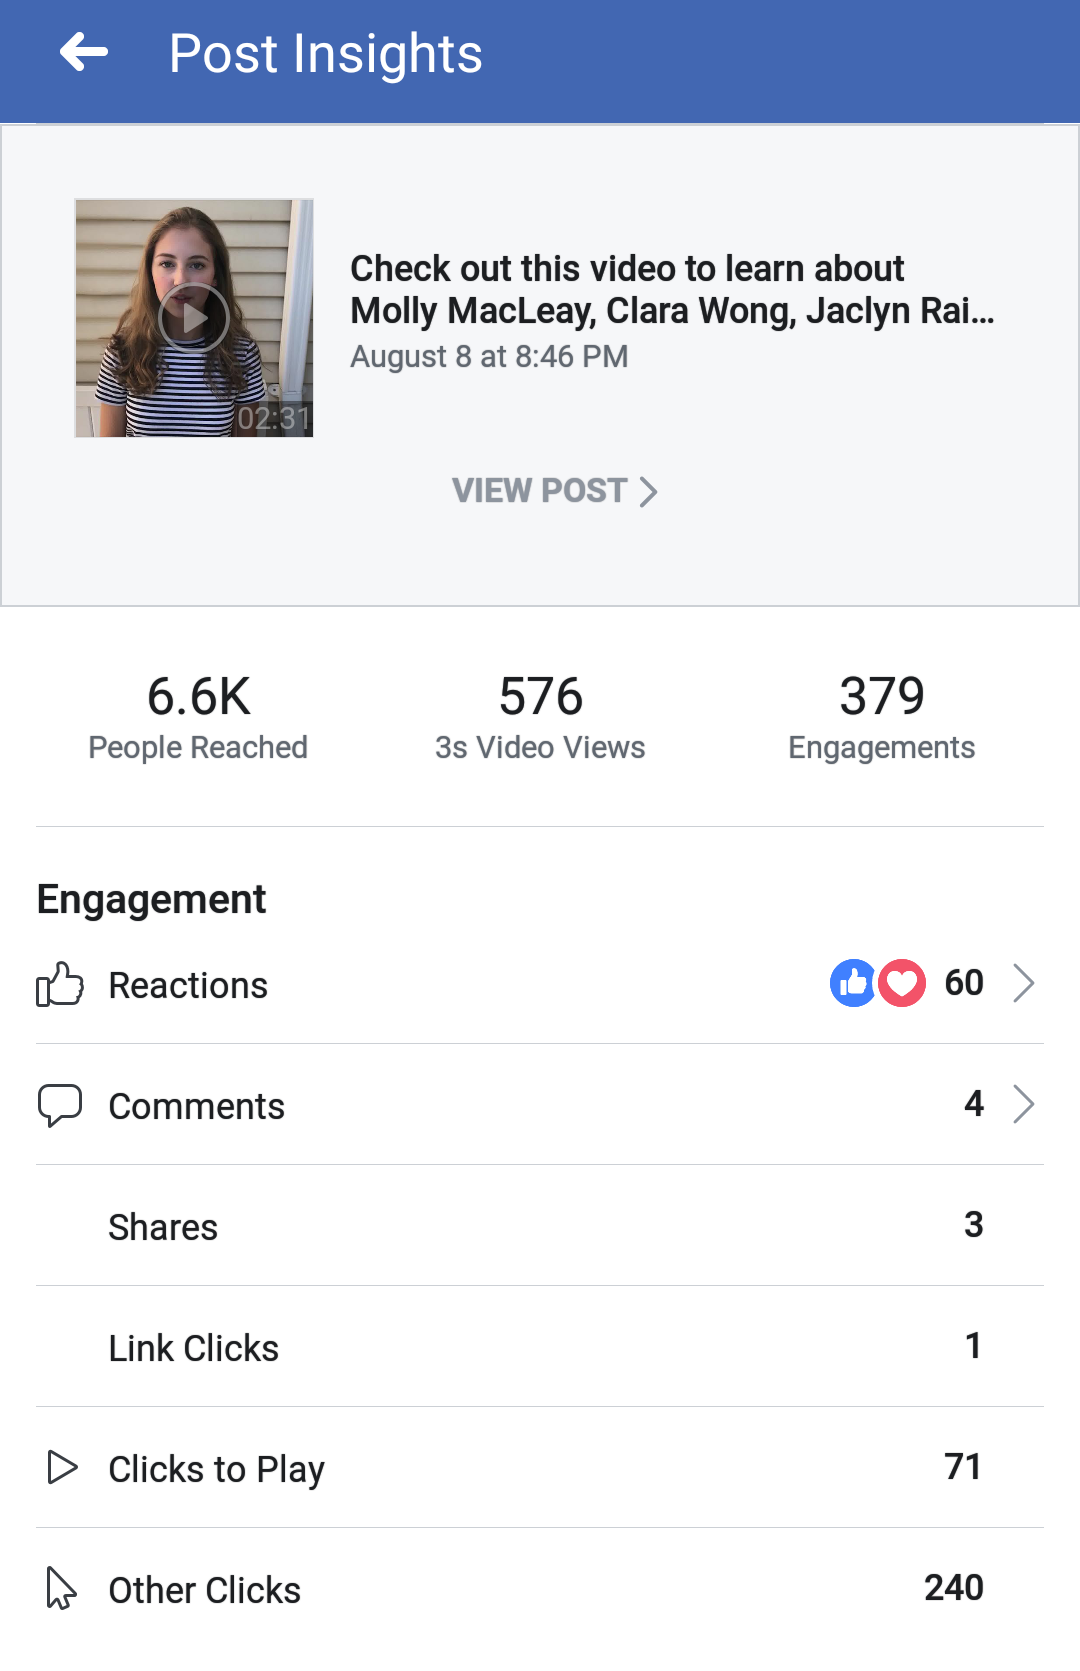 Post Insights
Check out this video to learn about
Molly MacLeay, Clara Wong, Jaclyn Rai...
August 8 at 8:46 PM
02:31
VIEW POST
6.6K
People Reached
576
3s Video Views
379
Engagements
Engagement
Reactions 60
Comments 4
Shares 3
Link Clicks 1
Clicks to Play 71
Other Clicks 240